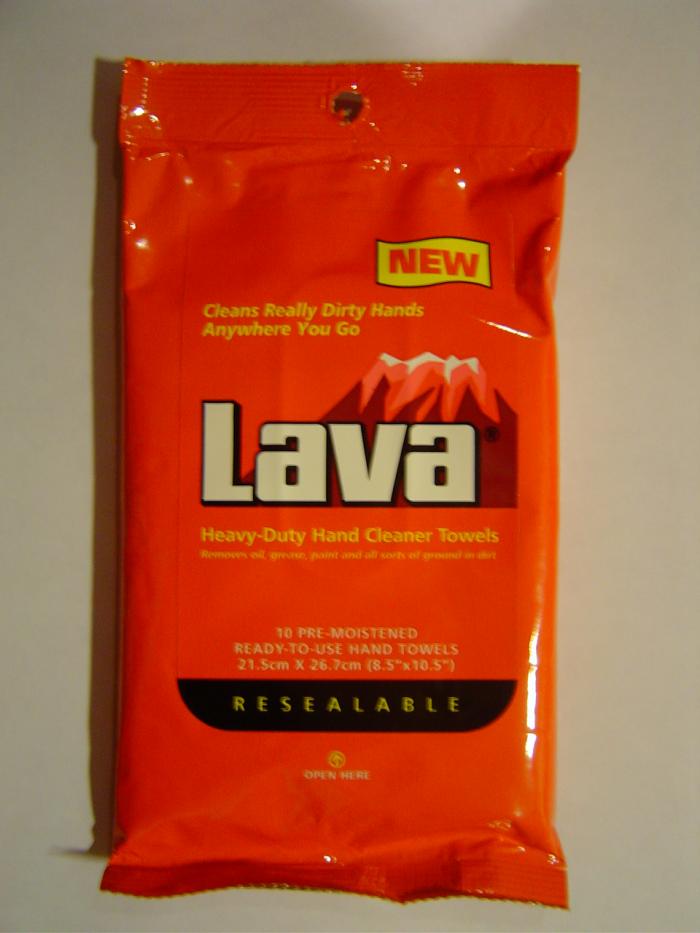 NEW
Cleans Really Dirty Hands
Anywhere You Go
Lava®
Heavy-Duty Hand Cleaner Towels
Removes oil, grease, paint and all sorts of ground in dirt
10 PRE-MOISTENED
READY-TO-USE HAND TOWELS
21.5cm X 26.7cm (8.5"x10.5")
RESEALABLE
OPEN HERE